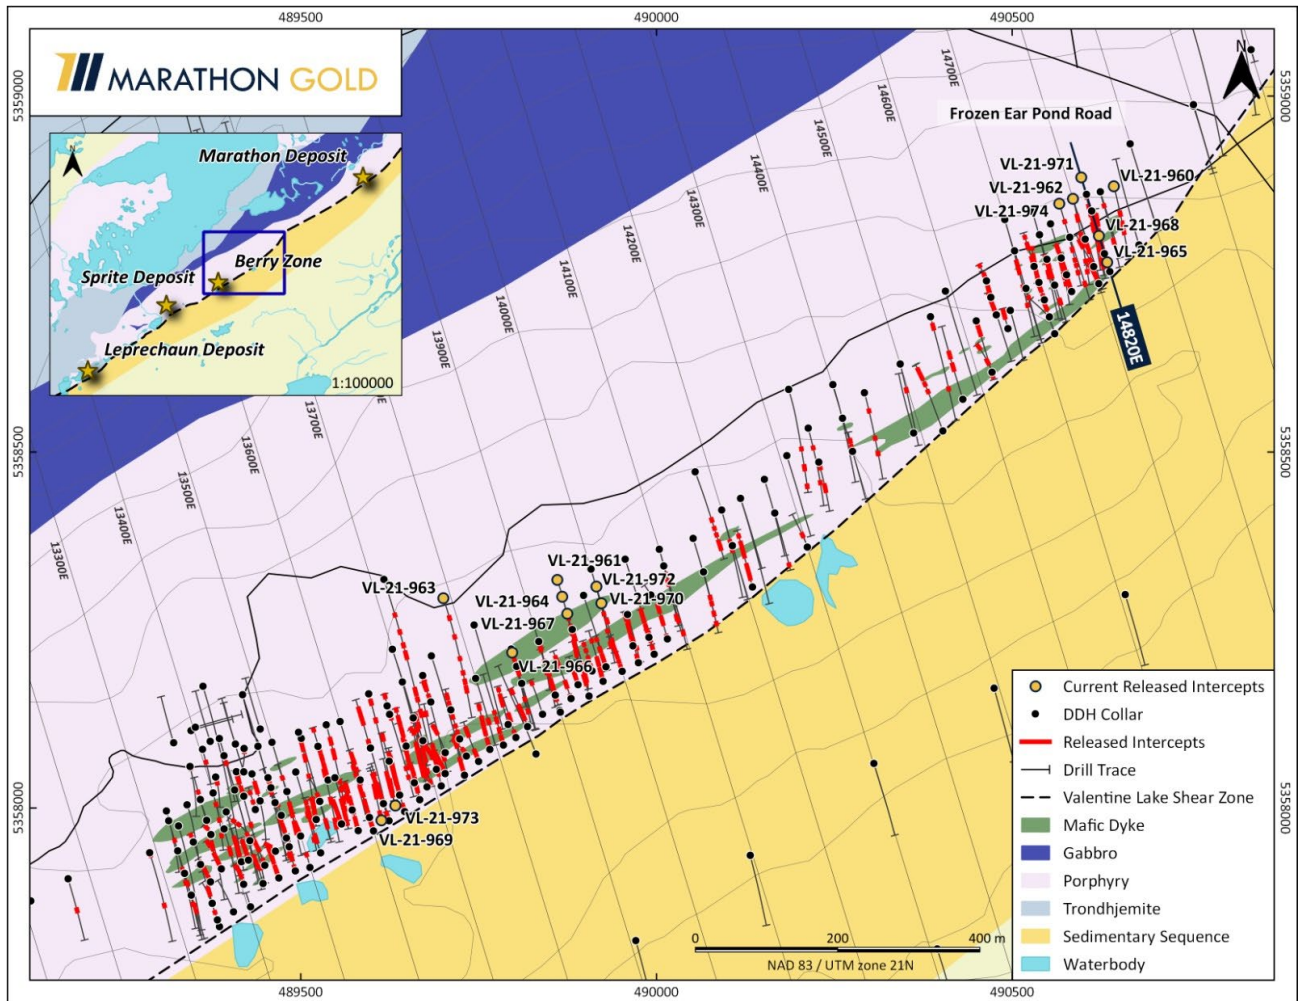 489500
490000
490500
MARATHON GOLD
N
N
Marathon Deposit
Berry Zone
Sprite Deposit
Leprechaun Deposit
1:100000
5359000
5358500
5358000
5359000
5358500
5358000
Frozen Ear Pond Road
14700E
14600E
14500E
14400E
14300E
14200E
14100E
14000E
13900E
13700E
13600E
13500E
13400E
13300E
VL-21-971
VL-21-960
VL-21-962
VL-21-974
VL-21-968
VL-21-965
14820E
VL-21-961
VL-21-963
VL-21-972
VL-21-964
VL-21-970
VL-21-967
VL-21-966
VL-21-973
VL-21-969
Current Released Intercepts
DDH Collar
Released Intercepts
Drill Trace
Valentine Lake Shear Zone
Mafic Dyke
Gabbro
Porphyry
Trondhjemite
Sedimentary Sequence
Waterbody
0 200 400 m
NAD 83 / UTM zone 21N
489500
490000
490500